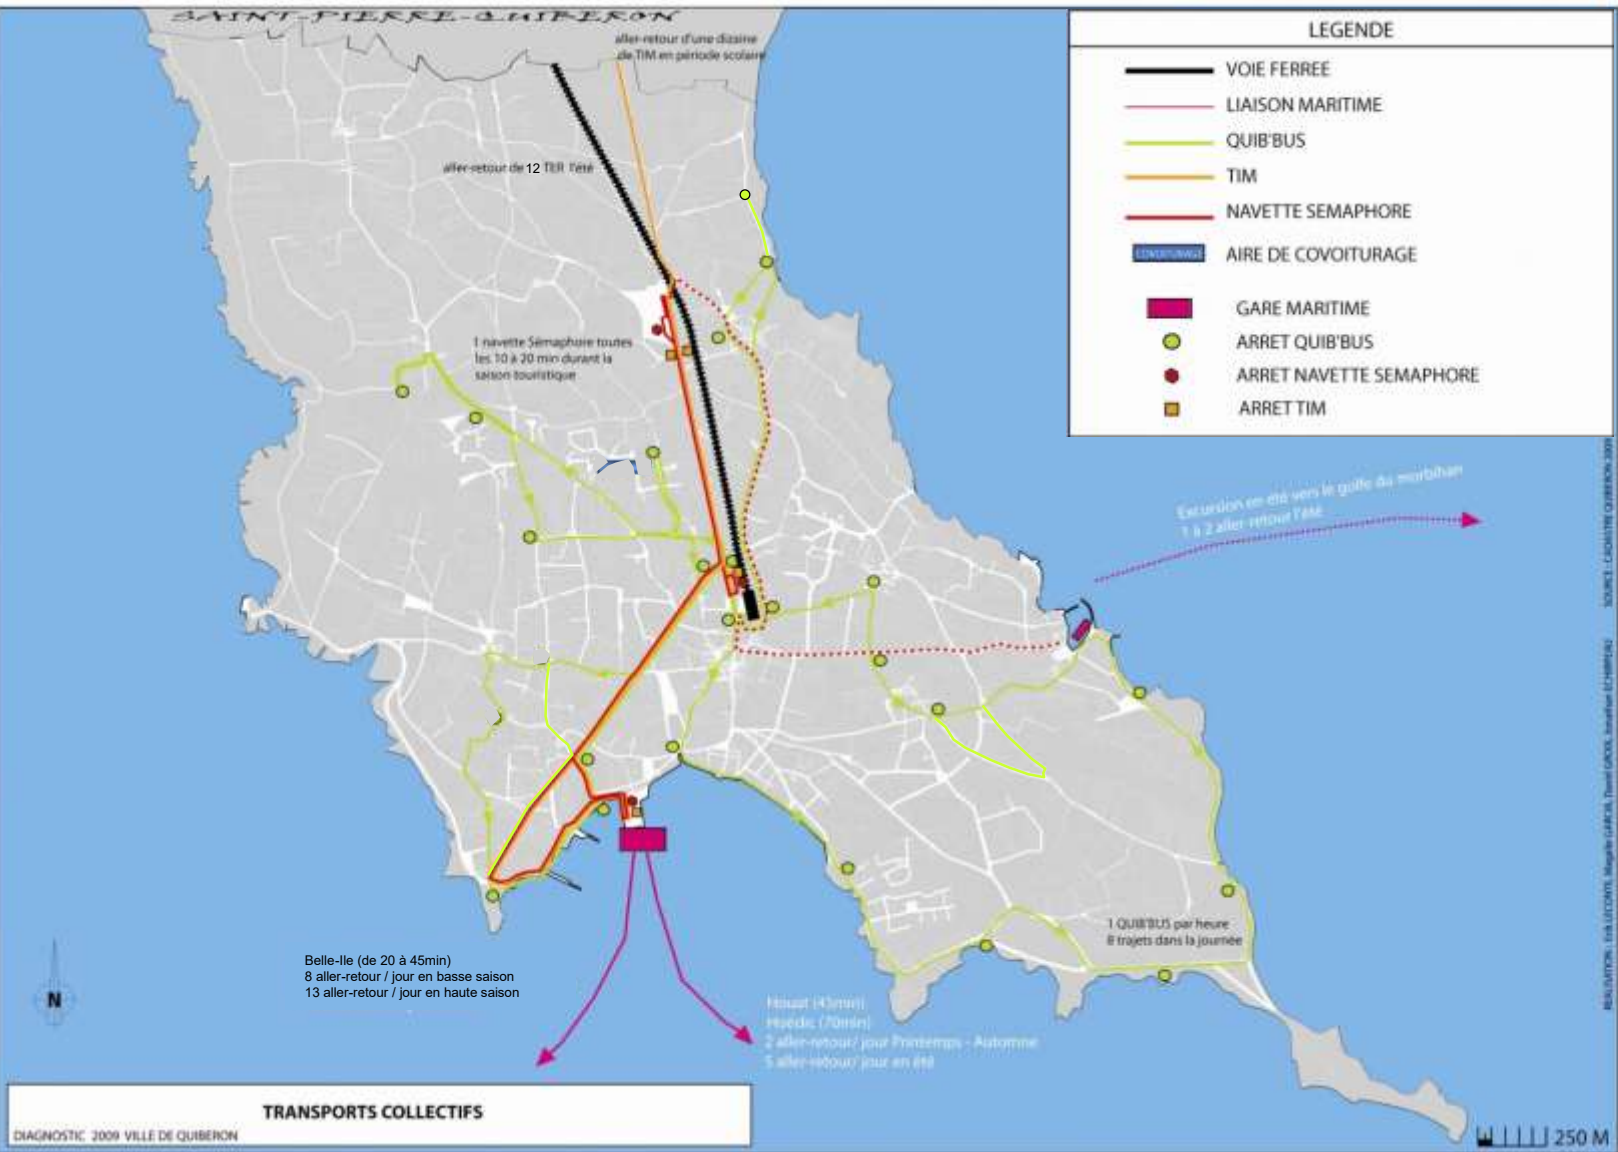 SAINT-PIERRE-QUIBERON
aller-retour d'une dizaine
de TIM en période scolaire
aller-retour de 12 TER l'été
1 navette Sémaphore toutes
les 10 à 20 min durant la
saison touristique
LEGENDE
VOIE FERREE
LIAISON MARITIME
QUIB'BUS
TIM
NAVETTE SEMAPHORE
COVOITURAGE
AIRE DE COVOITURAGE
GARE MARITIME
ARRET QUIB'BUS
ARRET NAVETTE SEMAPHORE
ARRET TIM
Excursion en été vers le golfe du morbihan
1 à 2 aller-retour l'été
1 QUIB'BUS par heure
8 trajets dans la journée
Belle-Ile (de 20 à 45min)
8 aller-retour / jour en basse saison
13 aller-retour / jour en haute saison
Houat (45min)
Hoëdic (70min)
2 aller-retour/ jour Printemps - Automne
5 aller-retour/ jour en été
N
TRANSPORTS COLLECTIFS
DIAGNOSTIC 2009 VILLE DE QUIBERON
250 M